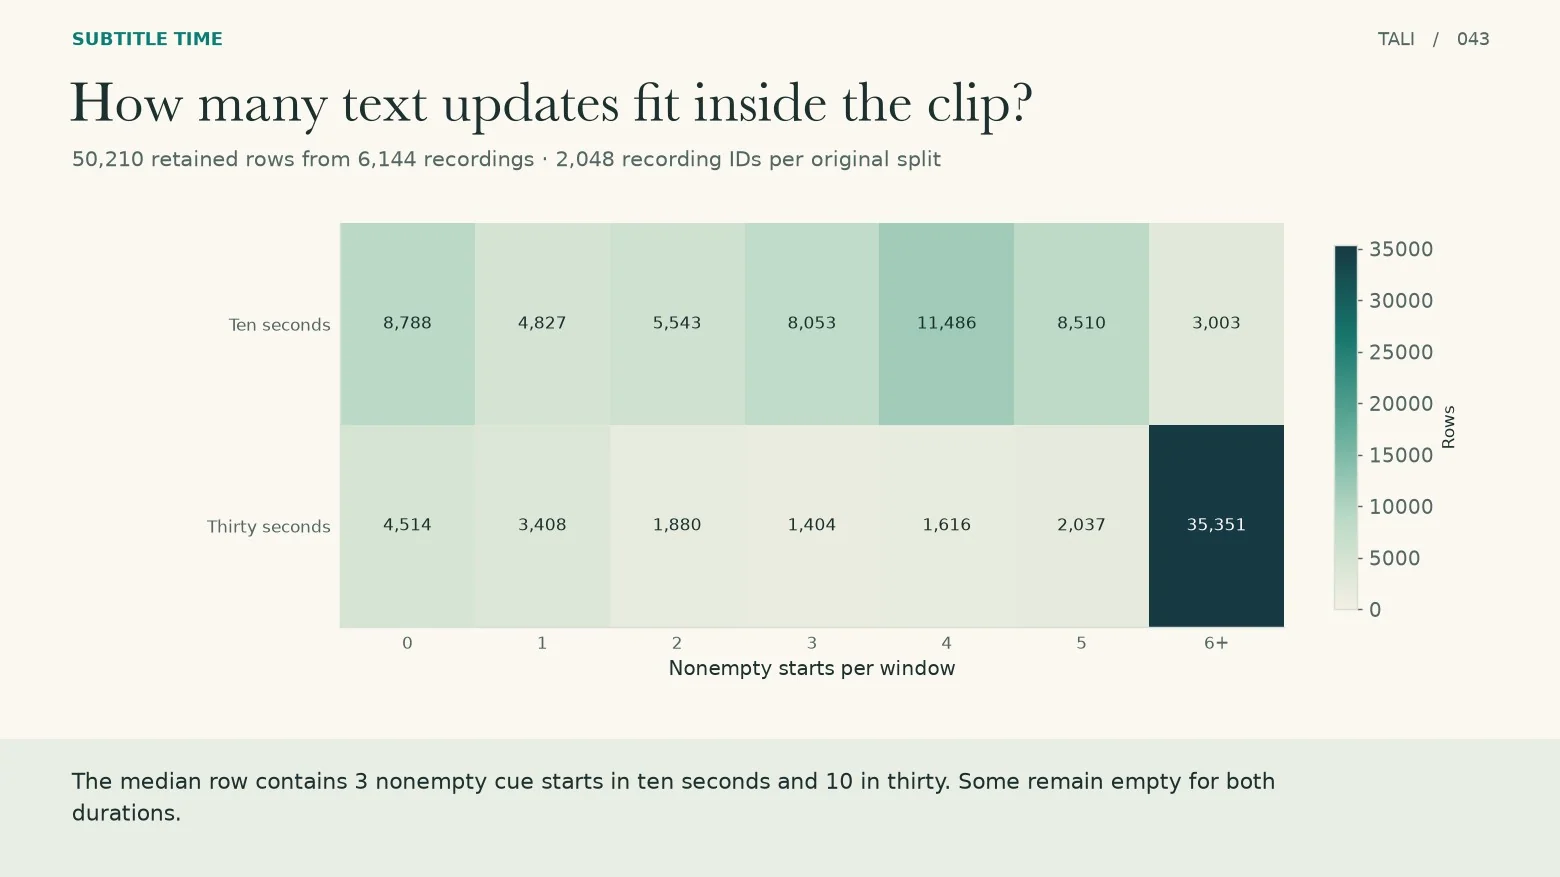 SUBTITLE TIME
TALI / 043
How many text updates fit inside the clip?
50,210 retained rows from 6,144 recordings · 2,048 recording IDs per original split
Ten seconds 8,788 4,827 5,543 8,053 11,486 8,510 3,003
Thirty seconds 4,514 3,408 1,880 1,404 1,616 2,037 35,351
0 1 2 3 4 5 6+
Nonempty starts per window
35000
30000
25000
20000
15000
10000
5000
0
Rows
The median row contains 3 nonempty cue starts in ten seconds and 10 in thirty. Some remain empty for both
durations.